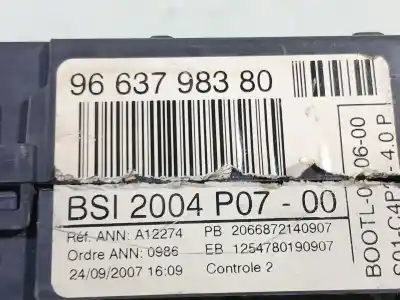 96 637 983 80
BSI 2004 P07 - 00
Réf. ANN: A12274 PB 2066872140907
Ordre ANN: 0986 EB 1254780190907
24/09/2007 16:09 Controle 2